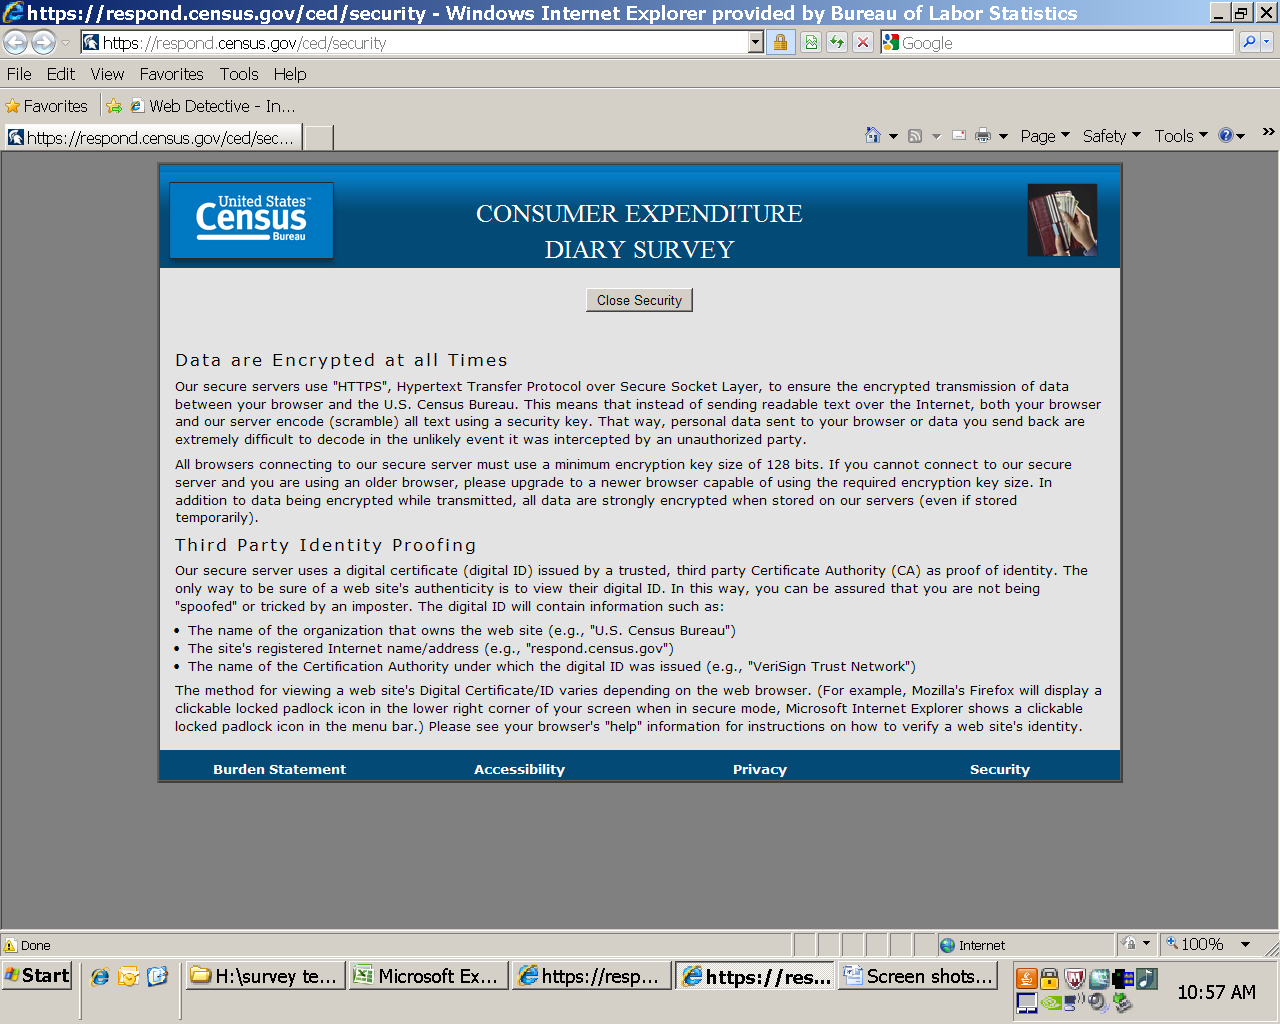 https://respond.census.gov/ced/security - Windows Internet Explorer provided by Bureau of Labor Statistics
https://respond.census.gov/ced/security
Google
File Edit View Favorites Tools Help
Favorites Web Detective - In...
https://respond.census.gov/ced/sec... Page Safety Tools
United States™
Census
Bureau
CONSUMER EXPENDITURE
DIARY SURVEY
Close Security
Data are Encrypted at all Times
Our secure servers use "HTTPS", Hypertext Transfer Protocol over Secure Socket Layer, to ensure the encrypted transmission of data
between your browser and the U.S. Census Bureau. This means that instead of sending readable text over the Internet, both your browser
and our server encode (scramble) all text using a security key. That way, personal data sent to your browser or data you send back are
extremely difficult to decode in the unlikely event it was intercepted by an unauthorized party.
All browsers connecting to our secure server must use a minimum encryption key size of 128 bits. If you cannot connect to our secure
server and you are using an older browser, please upgrade to a newer browser capable of using the required encryption key size. In
addition to data being encrypted while transmitted, all data are strongly encrypted when stored on our servers (even if stored
temporarily).
Third Party Identity Proofing
Our secure server uses a digital certificate (digital ID) issued by a trusted, third party Certificate Authority (CA) as proof of identity. The
only way to be sure of a web site's authenticity is to view their digital ID. In this way, you can be assured that you are not being
"spoofed" or tricked by an imposter. The digital ID will contain information such as:
• The name of the organization that owns the web site (e.g., "U.S. Census Bureau")
• The site's registered Internet name/address (e.g., "respond.census.gov")
• The name of the Certification Authority under which the digital ID was issued (e.g., "VeriSign Trust Network")
The method for viewing a web site's Digital Certificate/ID varies depending on the web browser. (For example, Mozilla's Firefox will display a
clickable locked padlock icon in the lower right corner of your screen when in secure mode, Microsoft Internet Explorer shows a clickable
locked padlock icon in the menu bar.) Please see your browser's "help" information for instructions on how to verify a web site's identity.
Burden Statement Accessibility Privacy Security
Done Internet 100%
Start H:\survey te... Microsoft Ex... https://resp... https://res... Screen shots... 10:57 AM